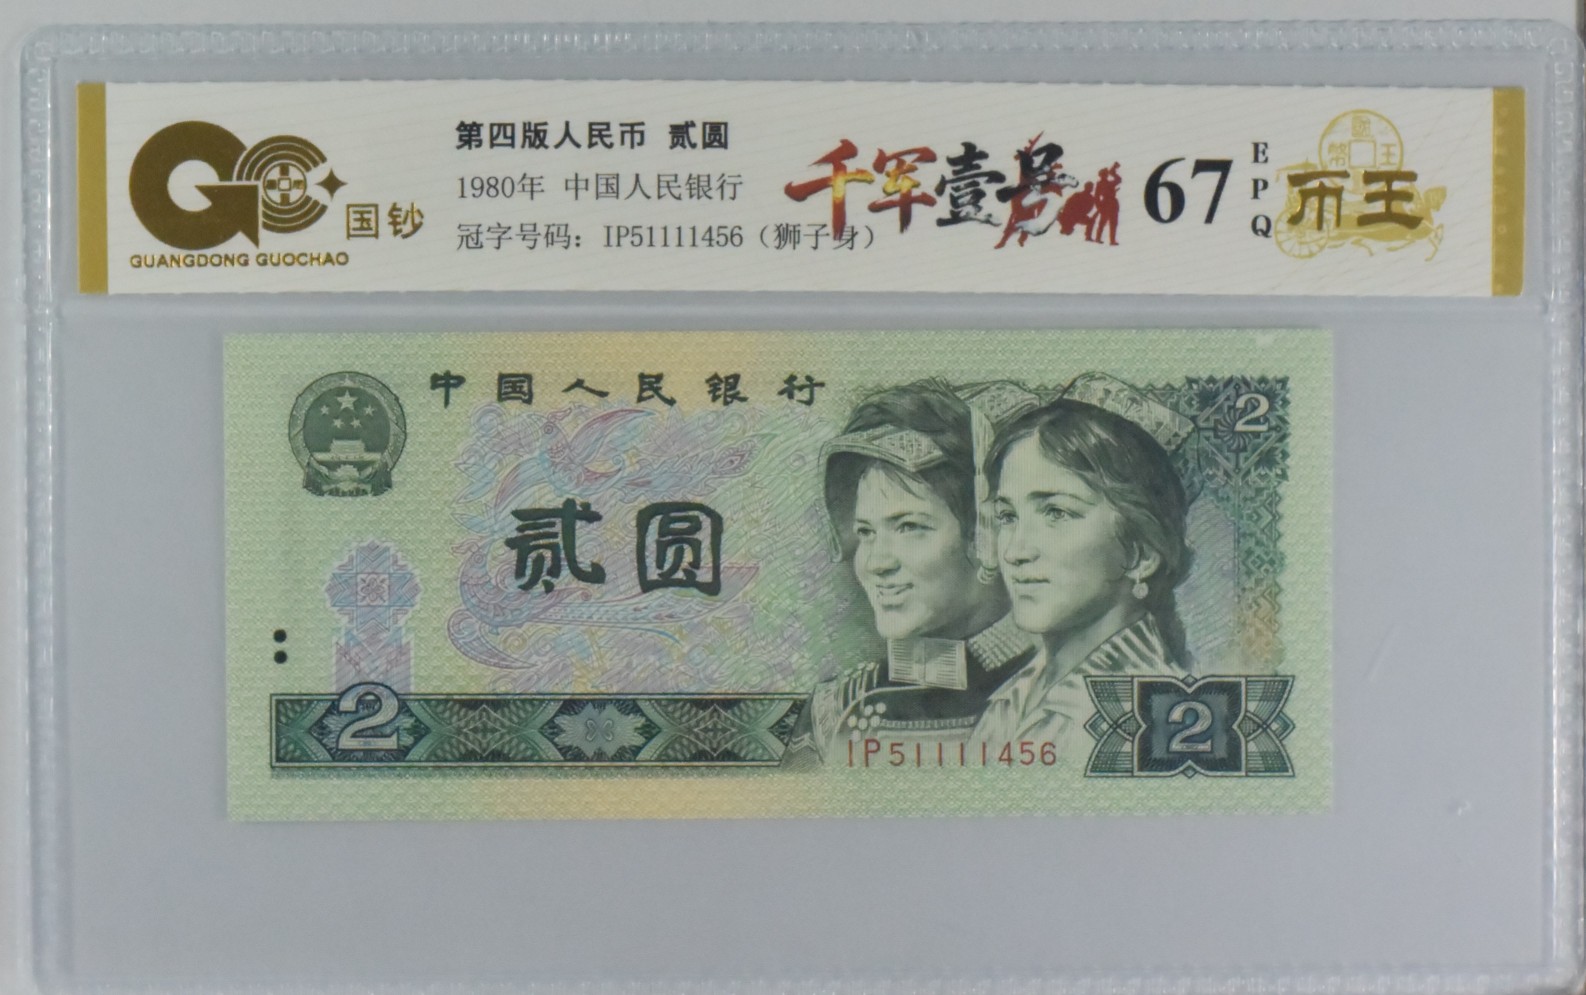 GC国钞
GUANGDONG GUOCHAO
第四版人民币 贰圆
1980年 中国人民银行
冠字号码：IP51111456（狮子身）
千军壹号
67
EPQ
币王
中国人民银行
2
贰圆
2
IP51111456
2